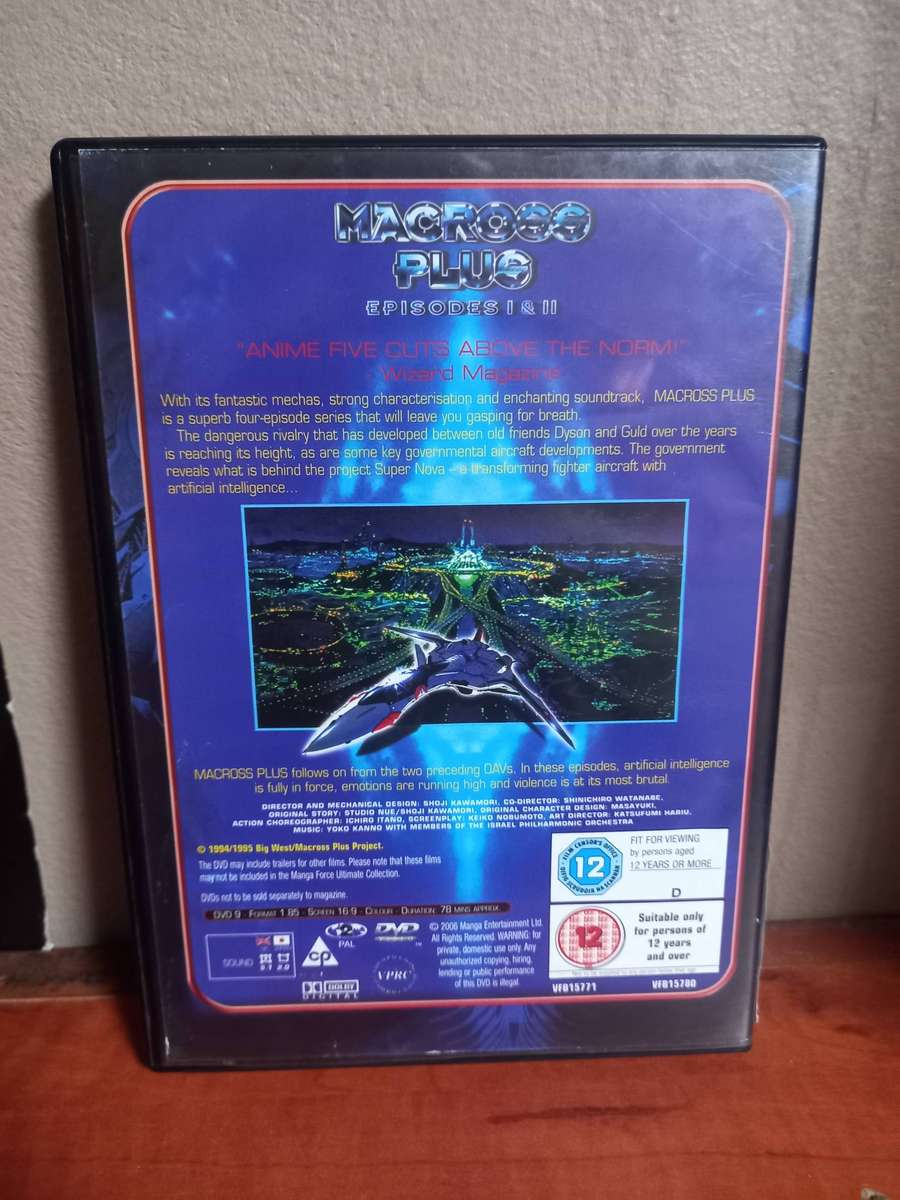 MACROSS
PLUS
EPISODES I & II
"ANIME FIVE CUTS ABOVE THE NORM!"
- Wizard Magazine
With its fantastic mechas, strong characterisation and enchanting soundtrack, MACROSS PLUS
is a superb four-episode series that will leave you gasping for breath.
The dangerous rivalry that has developed between old friends Dyson and Guld over the years
is reaching its height, as are some key governmental aircraft developments. The government
reveals what is behind the project Super Nova – a transforming fighter aircraft with
artificial intelligence...
MACROSS PLUS follows on from the two preceding OAVs. In these episodes, artificial intelligence
is fully in force, emotions are running high and violence is at its most brutal.
DIRECTOR AND MECHANICAL DESIGN: SHOJI KAWAMORI, CO-DIRECTOR: SHINICHIRO WATANABE,
ORIGINAL STORY: STUDIO NUE/SHOJI KAWAMORI, ORIGINAL CHARACTER DESIGN: MASAYUKI,
ACTION CHOREOGRAPHER: ICHIRO ITANO, SCREENPLAY: KEIKO NOBUMOTO, ART DIRECTOR: KATSUFUMI HARIU,
MUSIC: YOKO KANNO WITH MEMBERS OF THE ISRAEL PHILHARMONIC ORCHESTRA
© 1994/1995 Big West/Macross Plus Project.
The DVD may include trailers for other films. Please note that these films
may not be included in the Manga Force Ultimate Collection.
DVDs not to be sold separately to magazine.
DVD 9 - FORMAT 1.85 - SCREEN 16:9 - COLOUR - DURATION: 78 MINS APPROX.
SOUND
5.1 2.0
cp
2
PAL
DVD
DOLBY
DIGITAL
VPRC
© 2006 Manga Entertainment Ltd.
All Rights Reserved. WARNING: for
private, domestic use only. Any
unauthorized copying, hiring,
lending or public performance
of this DVD is illegal.
FILM CENSOR'S OFFICE
12
FIT FOR VIEWING
by persons aged
12 YEARS OR MORE
D
12
Suitable only
for persons of
12 years
and over
VFB15771
VFB15780